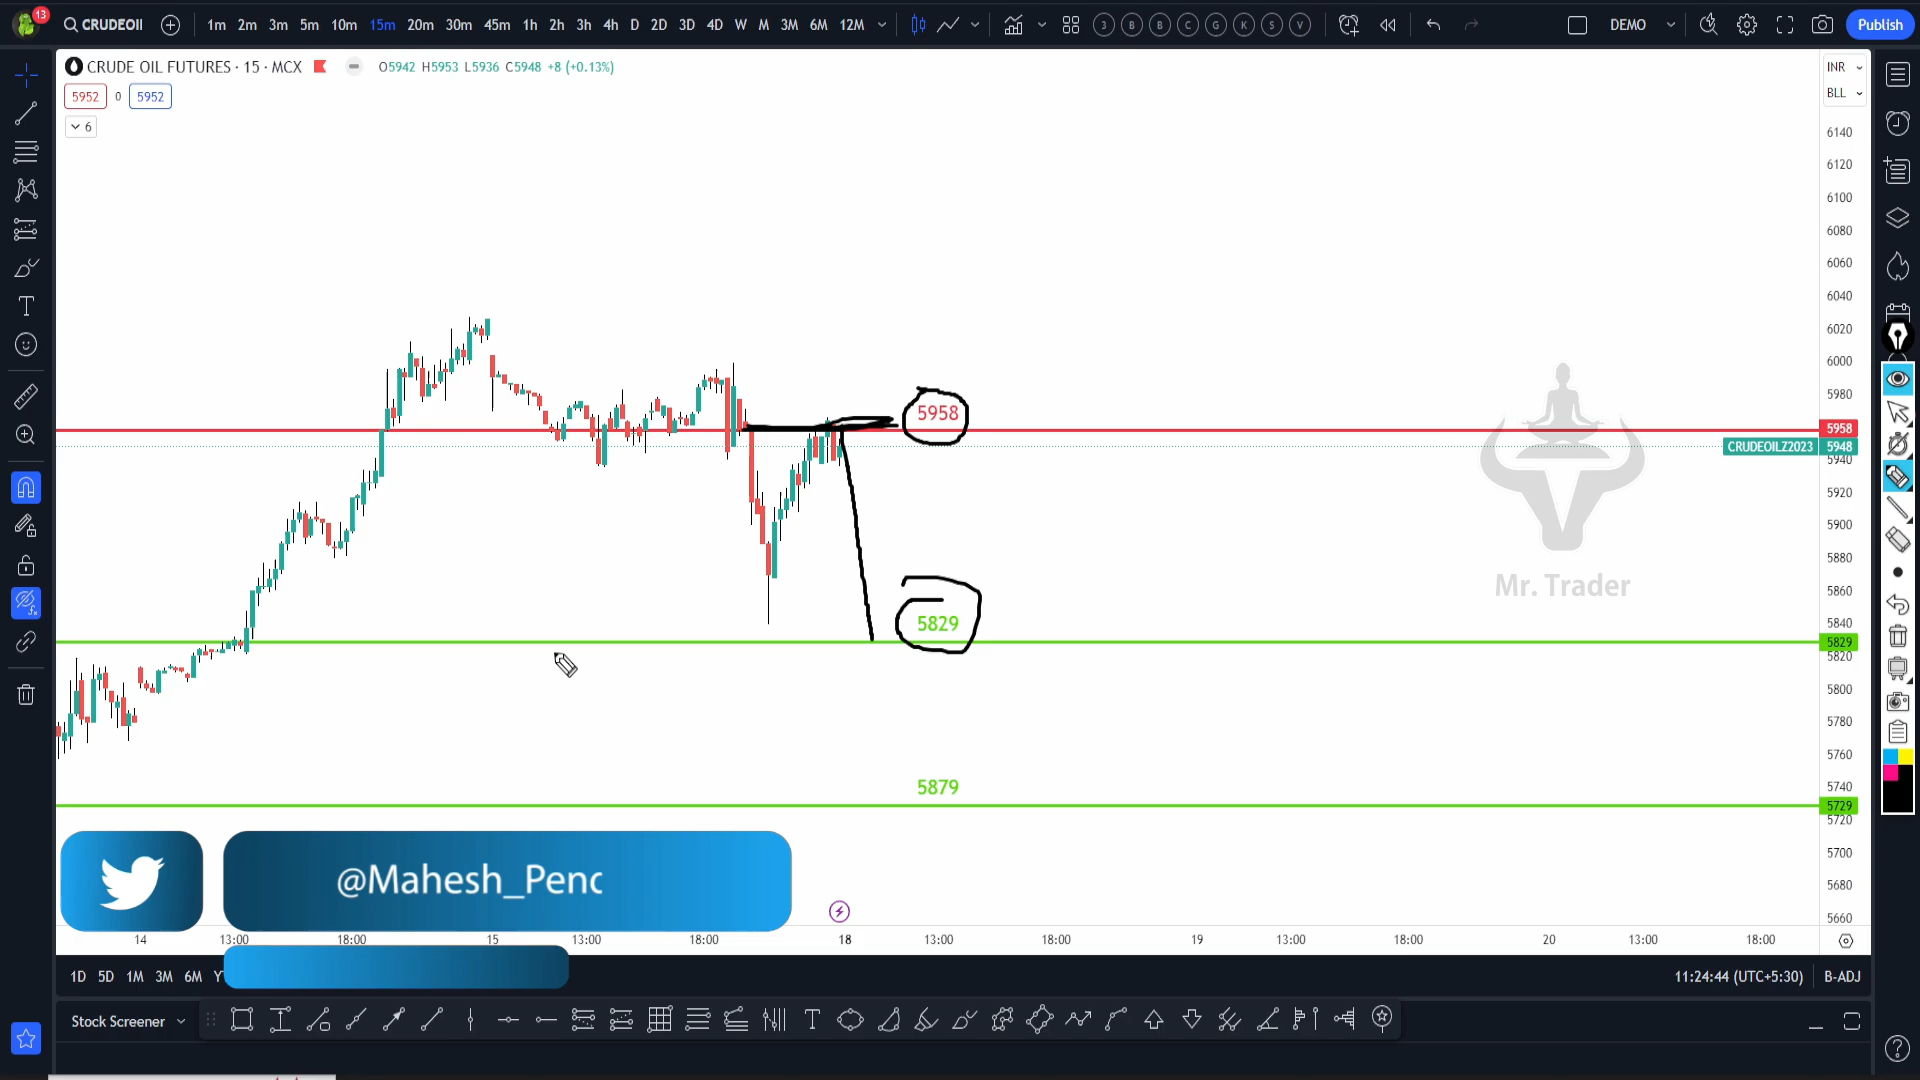 13
CRUDEOIl
1m 2m 3m 5m 10m 15m 20m 30m 45m 1h 2h 3h 4h D 2D 3D 4D W M 3M 6M 12M
3 B B C G K S V
DEMO
Publish
CRUDE OIL FUTURES · 15 · MCX
O5942 H5953 L5936 C5948 +8 (+0.13%)
INR
5952 0 5952
BLL
6
6140
6120
6100
6080
6060
6040
6020
6000
5980
5958
5958
CRUDEOILZ2023 5948
5940
5920
5900
5880
5860
Mr. Trader
5840
5829
5829
5820
5800
5780
5760
5879
5740
5729
5720
5700
@Mahesh_Penc
5680
5660
14 13:00 18:00 15 13:00 18:00 18 13:00 18:00 19 13:00 18:00 20 13:00 18:00
1D 5D 1M 3M 6M
11:24:44 (UTC+5:30) B-ADJ
Stock Screener